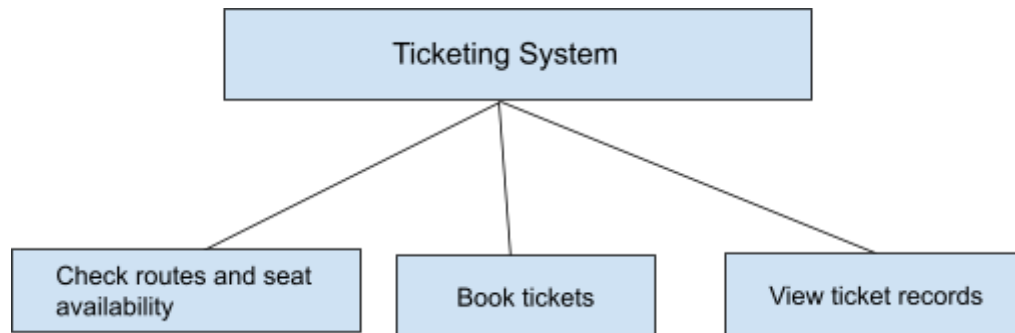 Ticketing System
Check routes and seat
availability
Book tickets
View ticket records